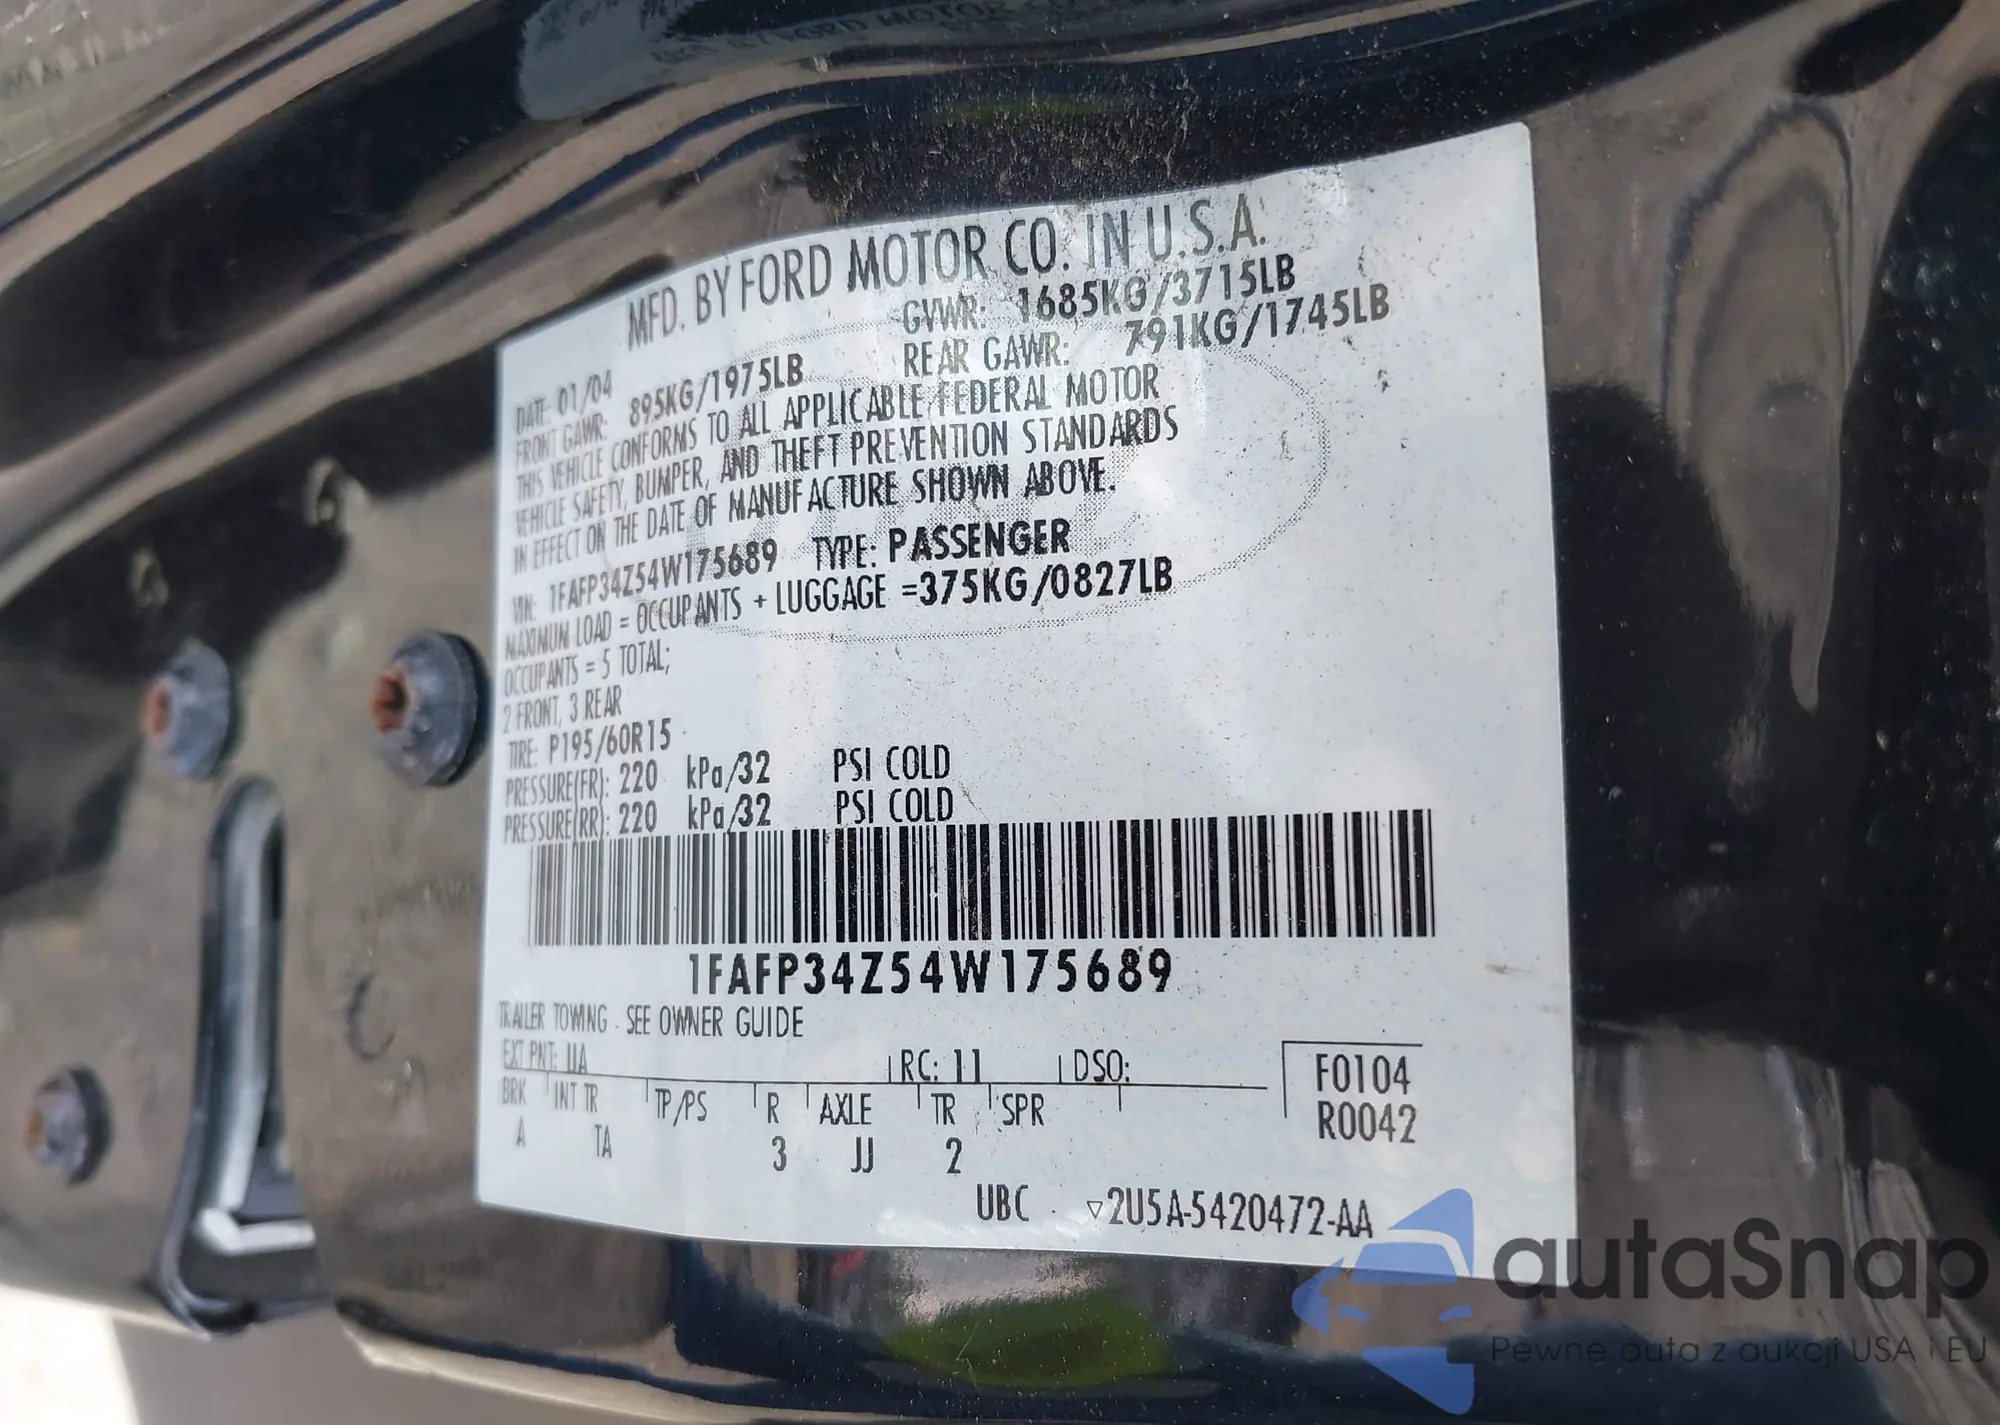 MFD. BY FORD MOTOR CO. IN U.S.A.
DATE: 01/04 GVWR: 1685KG/3715LB
FRONT GAWR: 895KG/1975LB REAR GAWR: 791KG/1745LB
THIS VEHICLE CONFORMS TO ALL APPLICABLE FEDERAL MOTOR
VEHICLE SAFETY, BUMPER, AND THEFT PREVENTION STANDARDS
IN EFFECT ON THE DATE OF MANUFACTURE SHOWN ABOVE.
VIN: 1FAFP34Z54W175689 TYPE: PASSENGER
MAXIMUM LOAD = OCCUPANTS + LUGGAGE =375KG/0827LB
OCCUPANTS = 5 TOTAL;
2 FRONT, 3 REAR
TIRE: P195/60R15
PRESSURE(FR): 220 kPa/32 PSI COLD
PRESSURE(RR): 220 kPa/32 PSI COLD
1FAFP34Z54W175689
TRAILER TOWING - SEE OWNER GUIDE
EXT PNT: UA RC: 11 DSO: F0104
BRK INT TR TP/PS R AXLE TR SPR R0042
A TA 3 JJ 2
UBC ▽2U5A-5420472-AA
autaSnap
Pewne auta z aukcji USA i EU